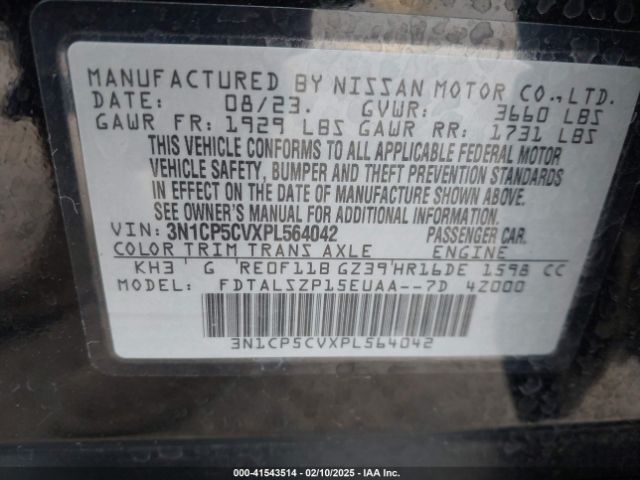 MANUFACTURED BY NISSAN MOTOR CO.,LTD.
DATE: 08/23. GVWR: 3660 LBS
GAWR FR: 1929 LBS GAWR RR: 1731 LBS
THIS VEHICLE CONFORMS TO ALL APPLICABLE FEDERAL MOTOR
VEHICLE SAFETY, BUMPER AND THEFT PREVENTION STANDARDS
IN EFFECT ON THE DATE OF MANUFACTURE SHOWN ABOVE.
SEE OWNER'S MANUAL FOR ADDITIONAL INFORMATION.
VIN: 3N1CP5CVXPL564042 PASSENGER CAR.
COLOR TRIM TRANS AXLE ENGINE
KH3 G RE0F11B GZ39 HR16DE 1598 CC
MODEL: FDTALSZP15EUAA--7D 4Z000
3N1CP5CVXPL564042
000-41543514 - 02/10/2025 - IAA Inc.